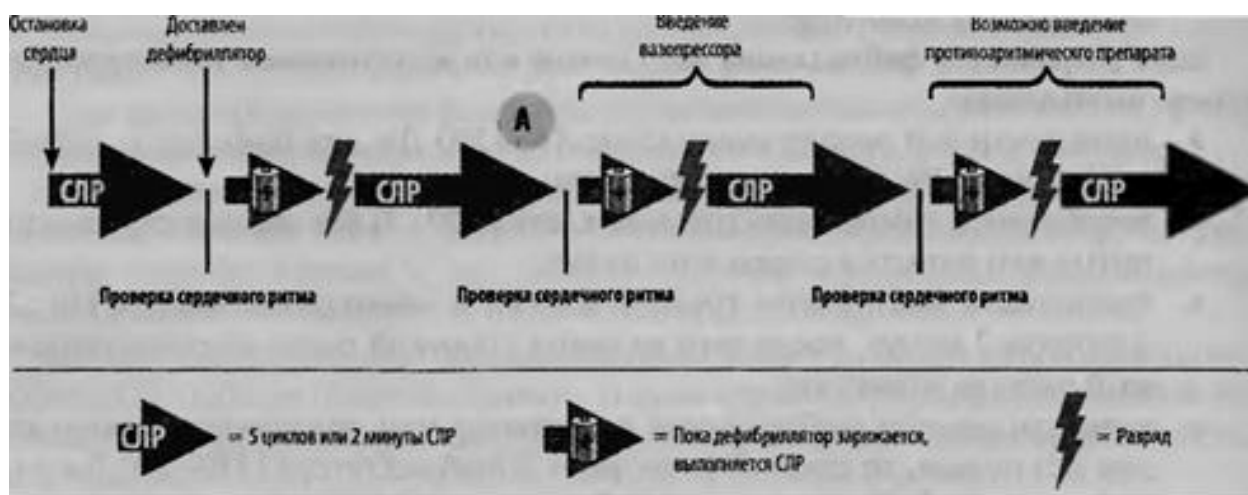 Остановка
сердца
Доставлен
дефибриллятор
Введение
вазопрессора
Возможно введение
противоаритмического препарата
А
СЛР
СЛР
СЛР
СЛР
Проверка сердечного ритма
Проверка сердечного ритма
Проверка сердечного ритма
СЛР = 5 циклов или 2 минуты СЛР
= Пока дефибриллятор заряжается,
выполняется СЛР
= Разряд